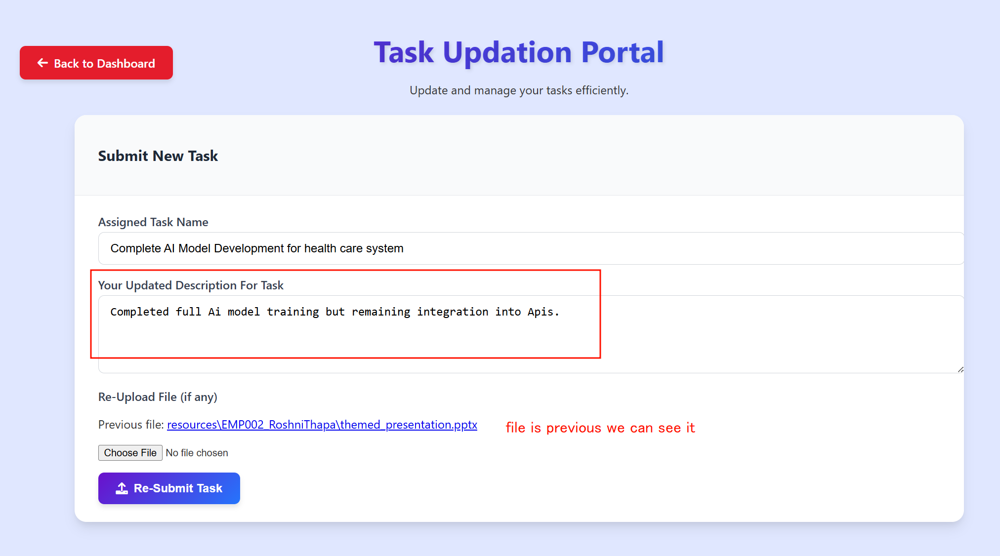 Back to Dashboard
Task Updation Portal
Update and manage your tasks efficiently.
Submit New Task
Assigned Task Name
Complete AI Model Development for health care system
Your Updated Description For Task
Completed full Ai model training but remaining integration into Apis.
Re-Upload File (if any)
Previous file: resources\EMP002_RoshniThapa\themed_presentation.pptx
file is previous we can see it
Choose File No file chosen
Re-Submit Task